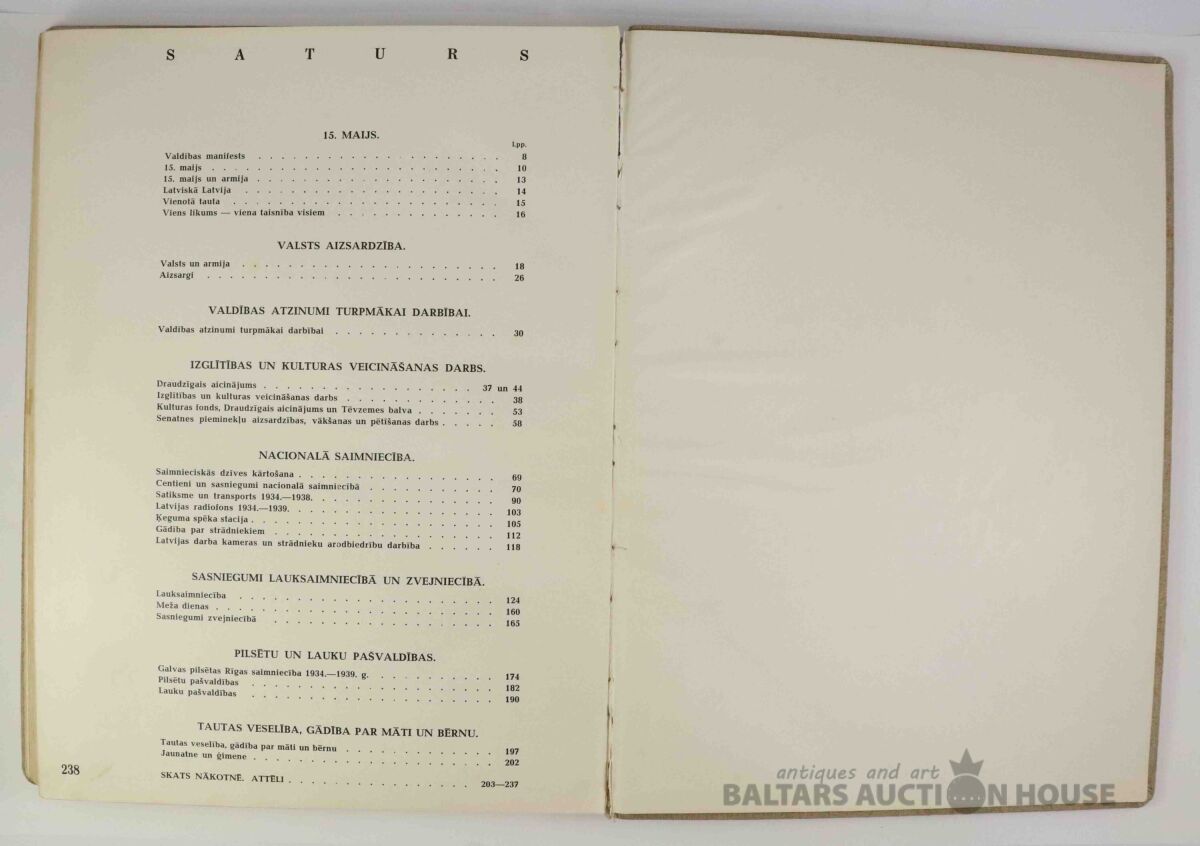 S A T U R S
15. MAIJS.
Lpp.
Valdības manifests . . . . . . . . . . . . . . . 8
15. maijs . . . . . . . . . . . . . . . . . 10
15. maijs un armija . . . . . . . . . . . . . . . 13
Latviskā Latvija . . . . . . . . . . . . . . . 14
Vienotā tauta . . . . . . . . . . . . . . . . 15
Viens likums — viena taisnība visiem . . . . . . . . . . 16
VALSTS AIZSARDZĪBA.
Valsts un armija . . . . . . . . . . . . . . . 18
Aizsargi . . . . . . . . . . . . . . . . . 26
VALDĪBAS ATZINUMI TURPMĀKAI DARBĪBAI.
Valdības atzinumi turpmākai darbībai . . . . . . . . . . 30
IZGLĪTĪBAS UN KULTURAS VEICINĀŠANAS DARBS.
Draudzīgais aicinājums . . . . . . . . . . . . . 37 un 44
Izglītības un kulturas veicināšanas darbs . . . . . . . . . 38
Kulturas fonds, Draudzīgais aicinājums un Tēvzemes balva . . . . . 53
Senatnes pieminekļu aizsardzības, vākšanas un pētīšanas darbs . . . . 58
NACIONALĀ SAIMNIECĪBA.
Saimnieciskās dzīves kārtošana . . . . . . . . . . . 69
Centieni un sasniegumi nacionalā saimniecībā . . . . . . . . 70
Satiksme un transports 1934.—1938. . . . . . . . . . . 90
Latvijas radiofons 1934.—1939. . . . . . . . . . . . 103
Ķeguma spēka stacija . . . . . . . . . . . . . . 105
Gādība par strādniekiem . . . . . . . . . . . . . 112
Latvijas darba kameras un strādnieku arodbiedrību darbība . . . . . 118
SASNIEGUMI LAUKSAIMNIECĪBĀ UN ZVEJNIECĪBĀ.
Lauksaimniecība . . . . . . . . . . . . . . . 124
Meža dienas . . . . . . . . . . . . . . . . 160
Sasniegumi zvejniecībā . . . . . . . . . . . . . 165
PILSĒTU UN LAUKU PAŠVALDĪBAS.
Galvas pilsētas Rīgas saimniecība 1934.—1939. g. . . . . . . . 174
Pilsētu pašvaldības . . . . . . . . . . . . . . 182
Lauku pašvaldības . . . . . . . . . . . . . . 190
TAUTAS VESELĪBA, GĀDĪBA PAR MĀTI UN BĒRNU.
Tautas veselība, gādība par māti un bērnu . . . . . . . . . 197
Jaunatne un ģimene . . . . . . . . . . . . . . 202
SKATS NĀKOTNĒ. ATTĒLI . . . . . . . . . . . 203—237
238
antiques and art
BALTARS AUCTION HOUSE